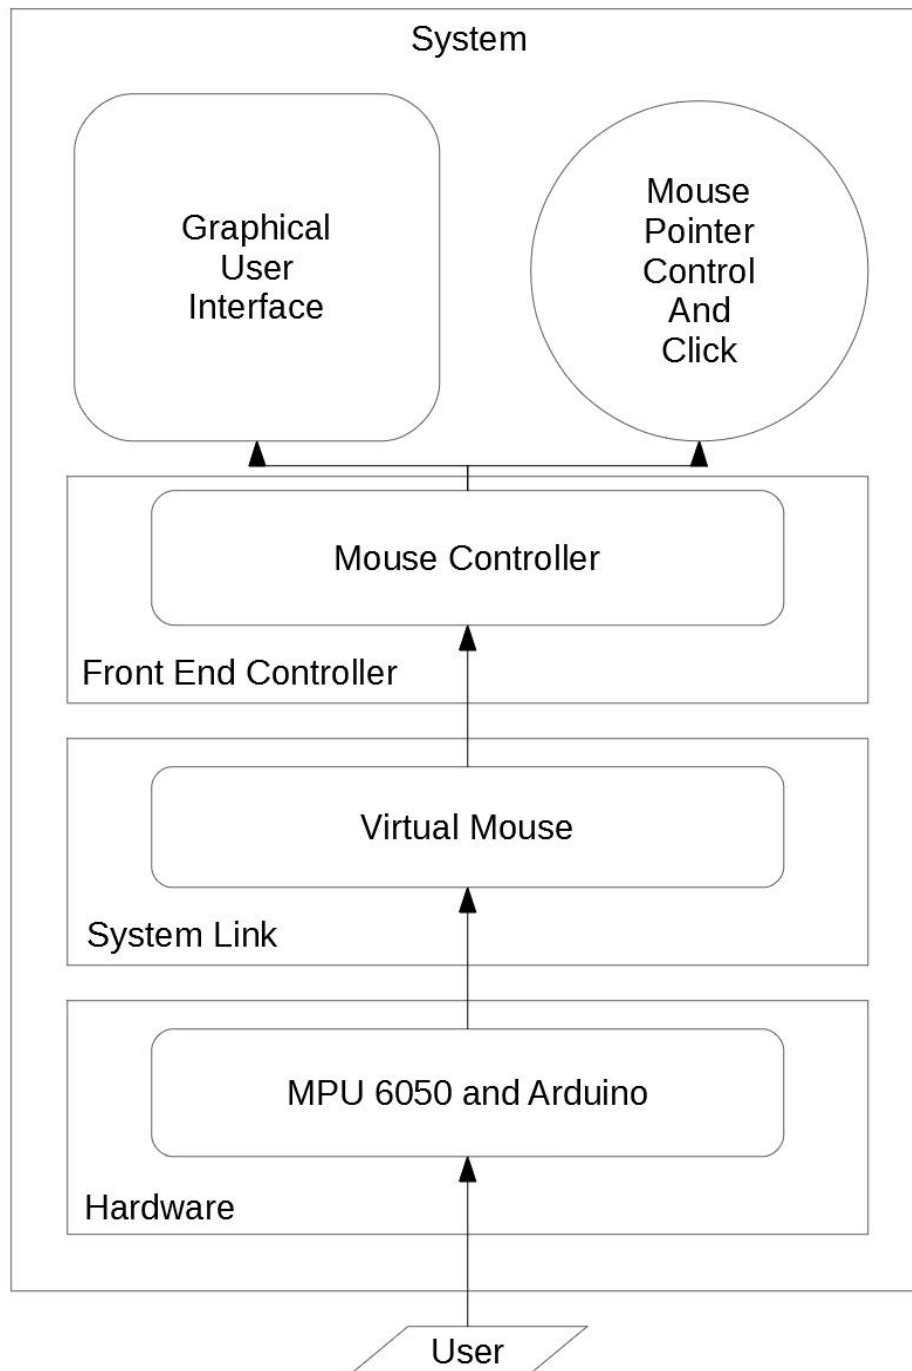 System
Graphical
User
Interface
Mouse
Pointer
Control
And
Click
Mouse Controller
Front End Controller
Virtual Mouse
System Link
MPU 6050 and Arduino
Hardware
User